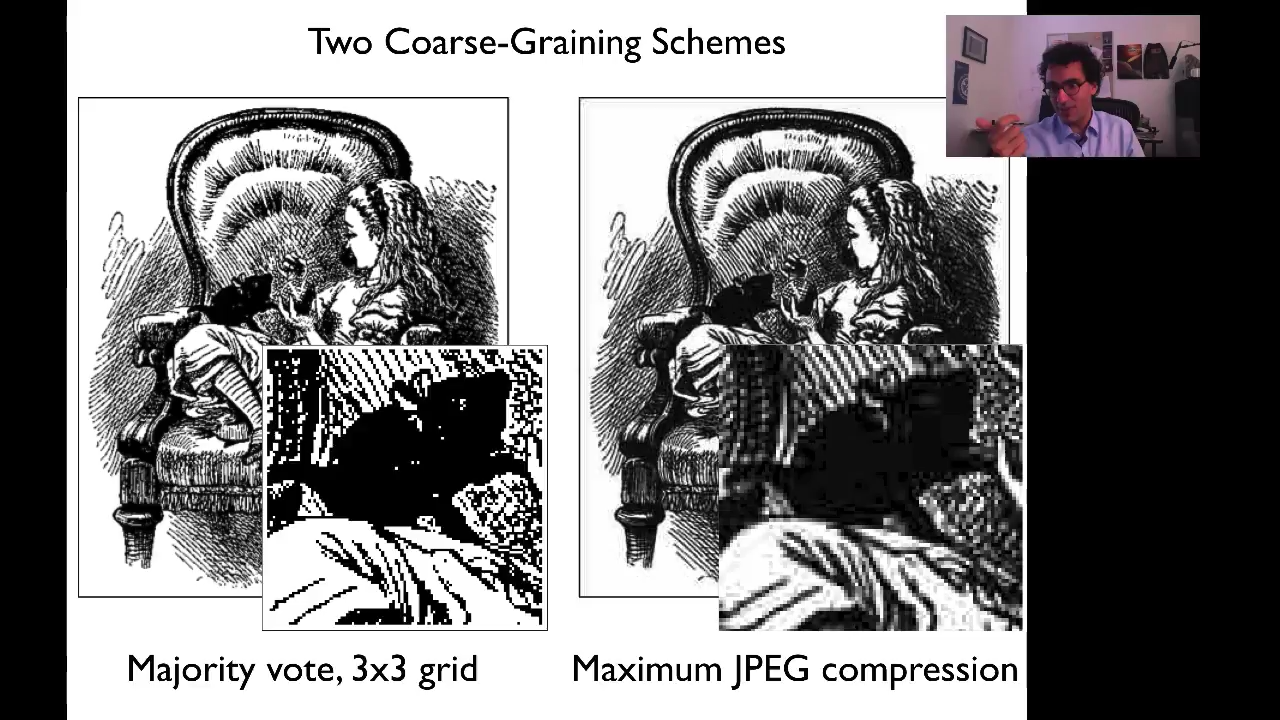 Two Coarse-Graining Schemes
Majority vote, 3x3 grid
Maximum JPEG compression